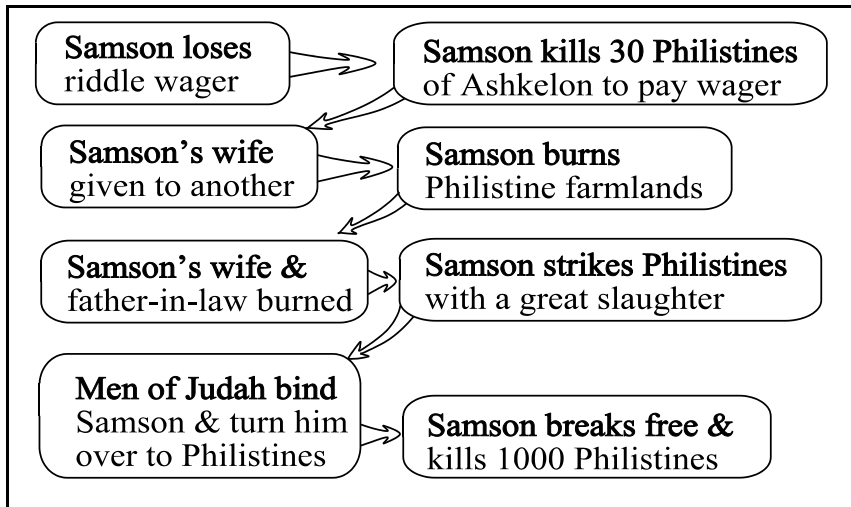 Samson loses
riddle wager
Samson kills 30 Philistines
of Ashkelon to pay wager
Samson's wife
given to another
Samson burns
Philistine farmlands
Samson's wife &
father-in-law burned
Samson strikes Philistines
with a great slaughter
Men of Judah bind
Samson & turn him
over to Philistines
Samson breaks free &
kills 1000 Philistines